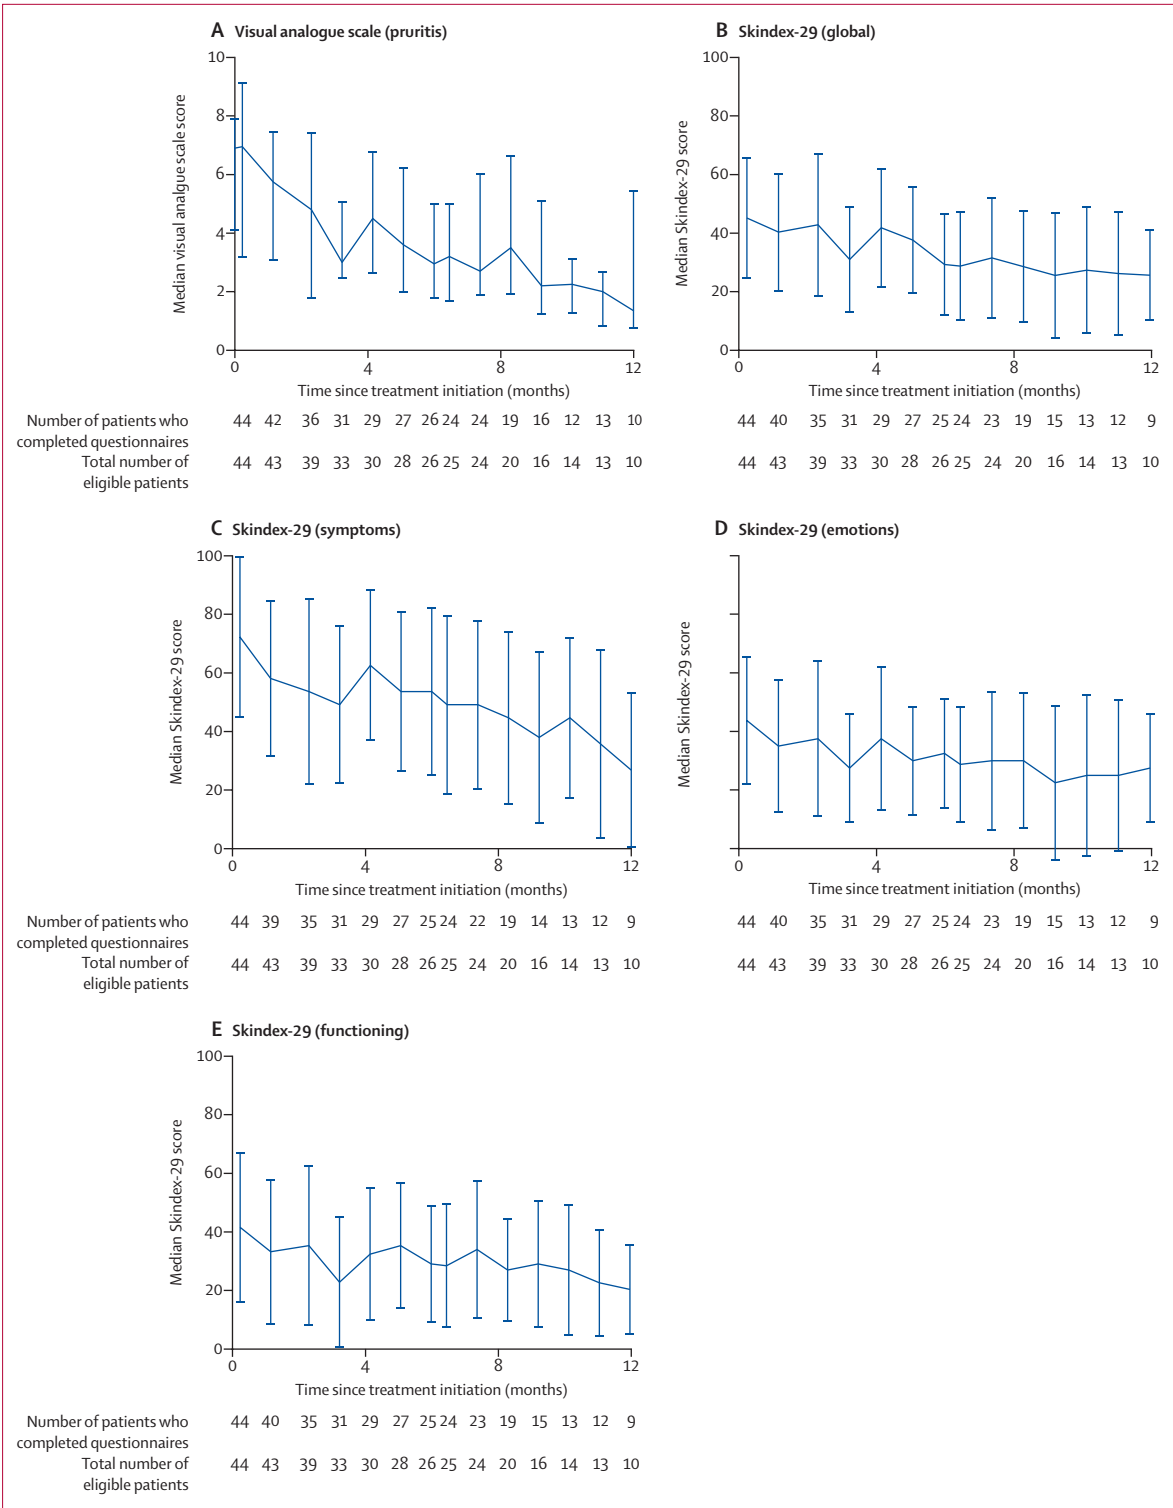 A Visual analogue scale (pruritis)
10
8
6
4
2
0
Median visual analgue scale score
0 4 8 12
Time since treatment initiation (months)
Number of patients who completed questionnaires
44 42 36 31 29 27 26 24 24 19 16 12 13 10
Total number of eligible patients
44 43 39 33 30 28 26 25 24 20 16 14 13 10
B Skindex-29 (global)
100
80
60
40
20
0
Median Skindex-29 score
0 4 8 12
Time since treatment initiation (months)
44 40 35 31 29 27 25 24 23 19 15 13 12 9
44 43 39 33 30 28 26 25 24 20 16 14 13 10
C Skindex-29 (symptoms)
100
80
60
40
20
0
Median Skindex-29 score
0 4 8 12
Time since treatment initiation (months)
Number of patients who completed questionnaires
44 39 35 31 29 27 25 24 22 19 14 13 12 9
Total number of eligible patients
44 43 39 33 30 28 26 25 24 20 16 14 13 10
D Skindex-29 (emotions)
Median Skindex-29 score
0 4 8 12
Time since treatment initiation (months)
44 40 35 31 29 27 25 24 23 19 15 13 12 9
44 43 39 33 30 28 26 25 24 20 16 14 13 10
E Skindex-29 (functioning)
100
80
60
40
20
0
Median Skindex-29 score
0 4 8 12
Time since treatment initiation (months)
Number of patients who completed questionnaires
44 40 35 31 29 27 25 24 23 19 15 13 12 9
Total number of eligible patients
44 43 39 33 30 28 26 25 24 20 16 14 13 10